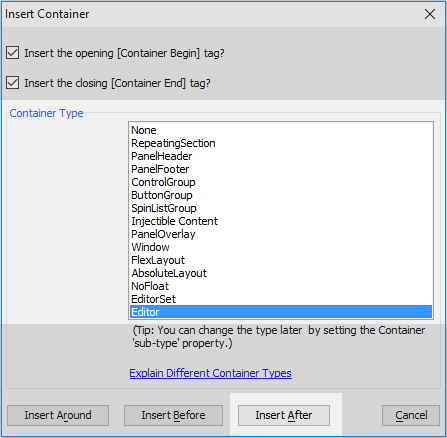 Insert Container
Insert the opening [Container Begin] tag?
Insert the closing [Container End] tag?
Container Type
None
RepeatingSection
PanelHeader
PanelFooter
ControlGroup
ButtonGroup
SpinListGroup
Injectible Content
PanelOverlay
Window
FlexLayout
AbsoluteLayout
NoFloat
EditorSet
Editor
(Tip: You can change the type later by setting the Container
'sub-type' property.)
Explain Different Container Types
Insert Around Insert Before Insert After Cancel